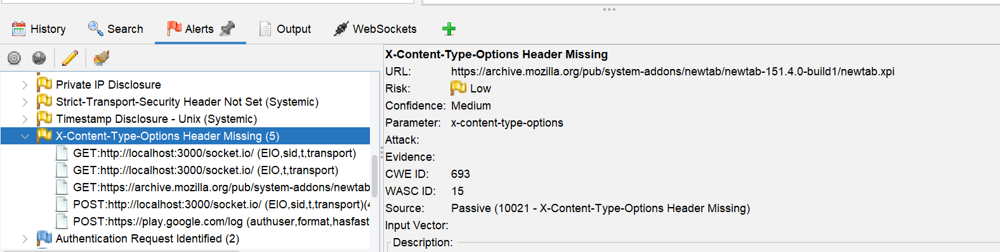 History Search Alerts Output WebSockets
Private IP Disclosure
Strict-Transport-Security Header Not Set (Systemic)
Timestamp Disclosure - Unix (Systemic)
X-Content-Type-Options Header Missing (5)
GET:http://localhost:3000/socket.io/ (EIO,sid,t,transport)
GET:http://localhost:3000/socket.io/ (EIO,t,transport)
GET:https://archive.mozilla.org/pub/system-addons/newtab
POST:http://localhost:3000/socket.io/ (EIO,sid,t,transport)(
POST:https://play.google.com/log (authuser,format,hasfast
Authentication Request Identified (2)
X-Content-Type-Options Header Missing
URL: https://archive.mozilla.org/pub/system-addons/newtab/newtab-151.4.0-build1/newtab.xpi
Risk: Low
Confidence: Medium
Parameter: x-content-type-options
Attack:
Evidence:
CWE ID: 693
WASC ID: 15
Source: Passive (10021 - X-Content-Type-Options Header Missing)
Input Vector:
Description: